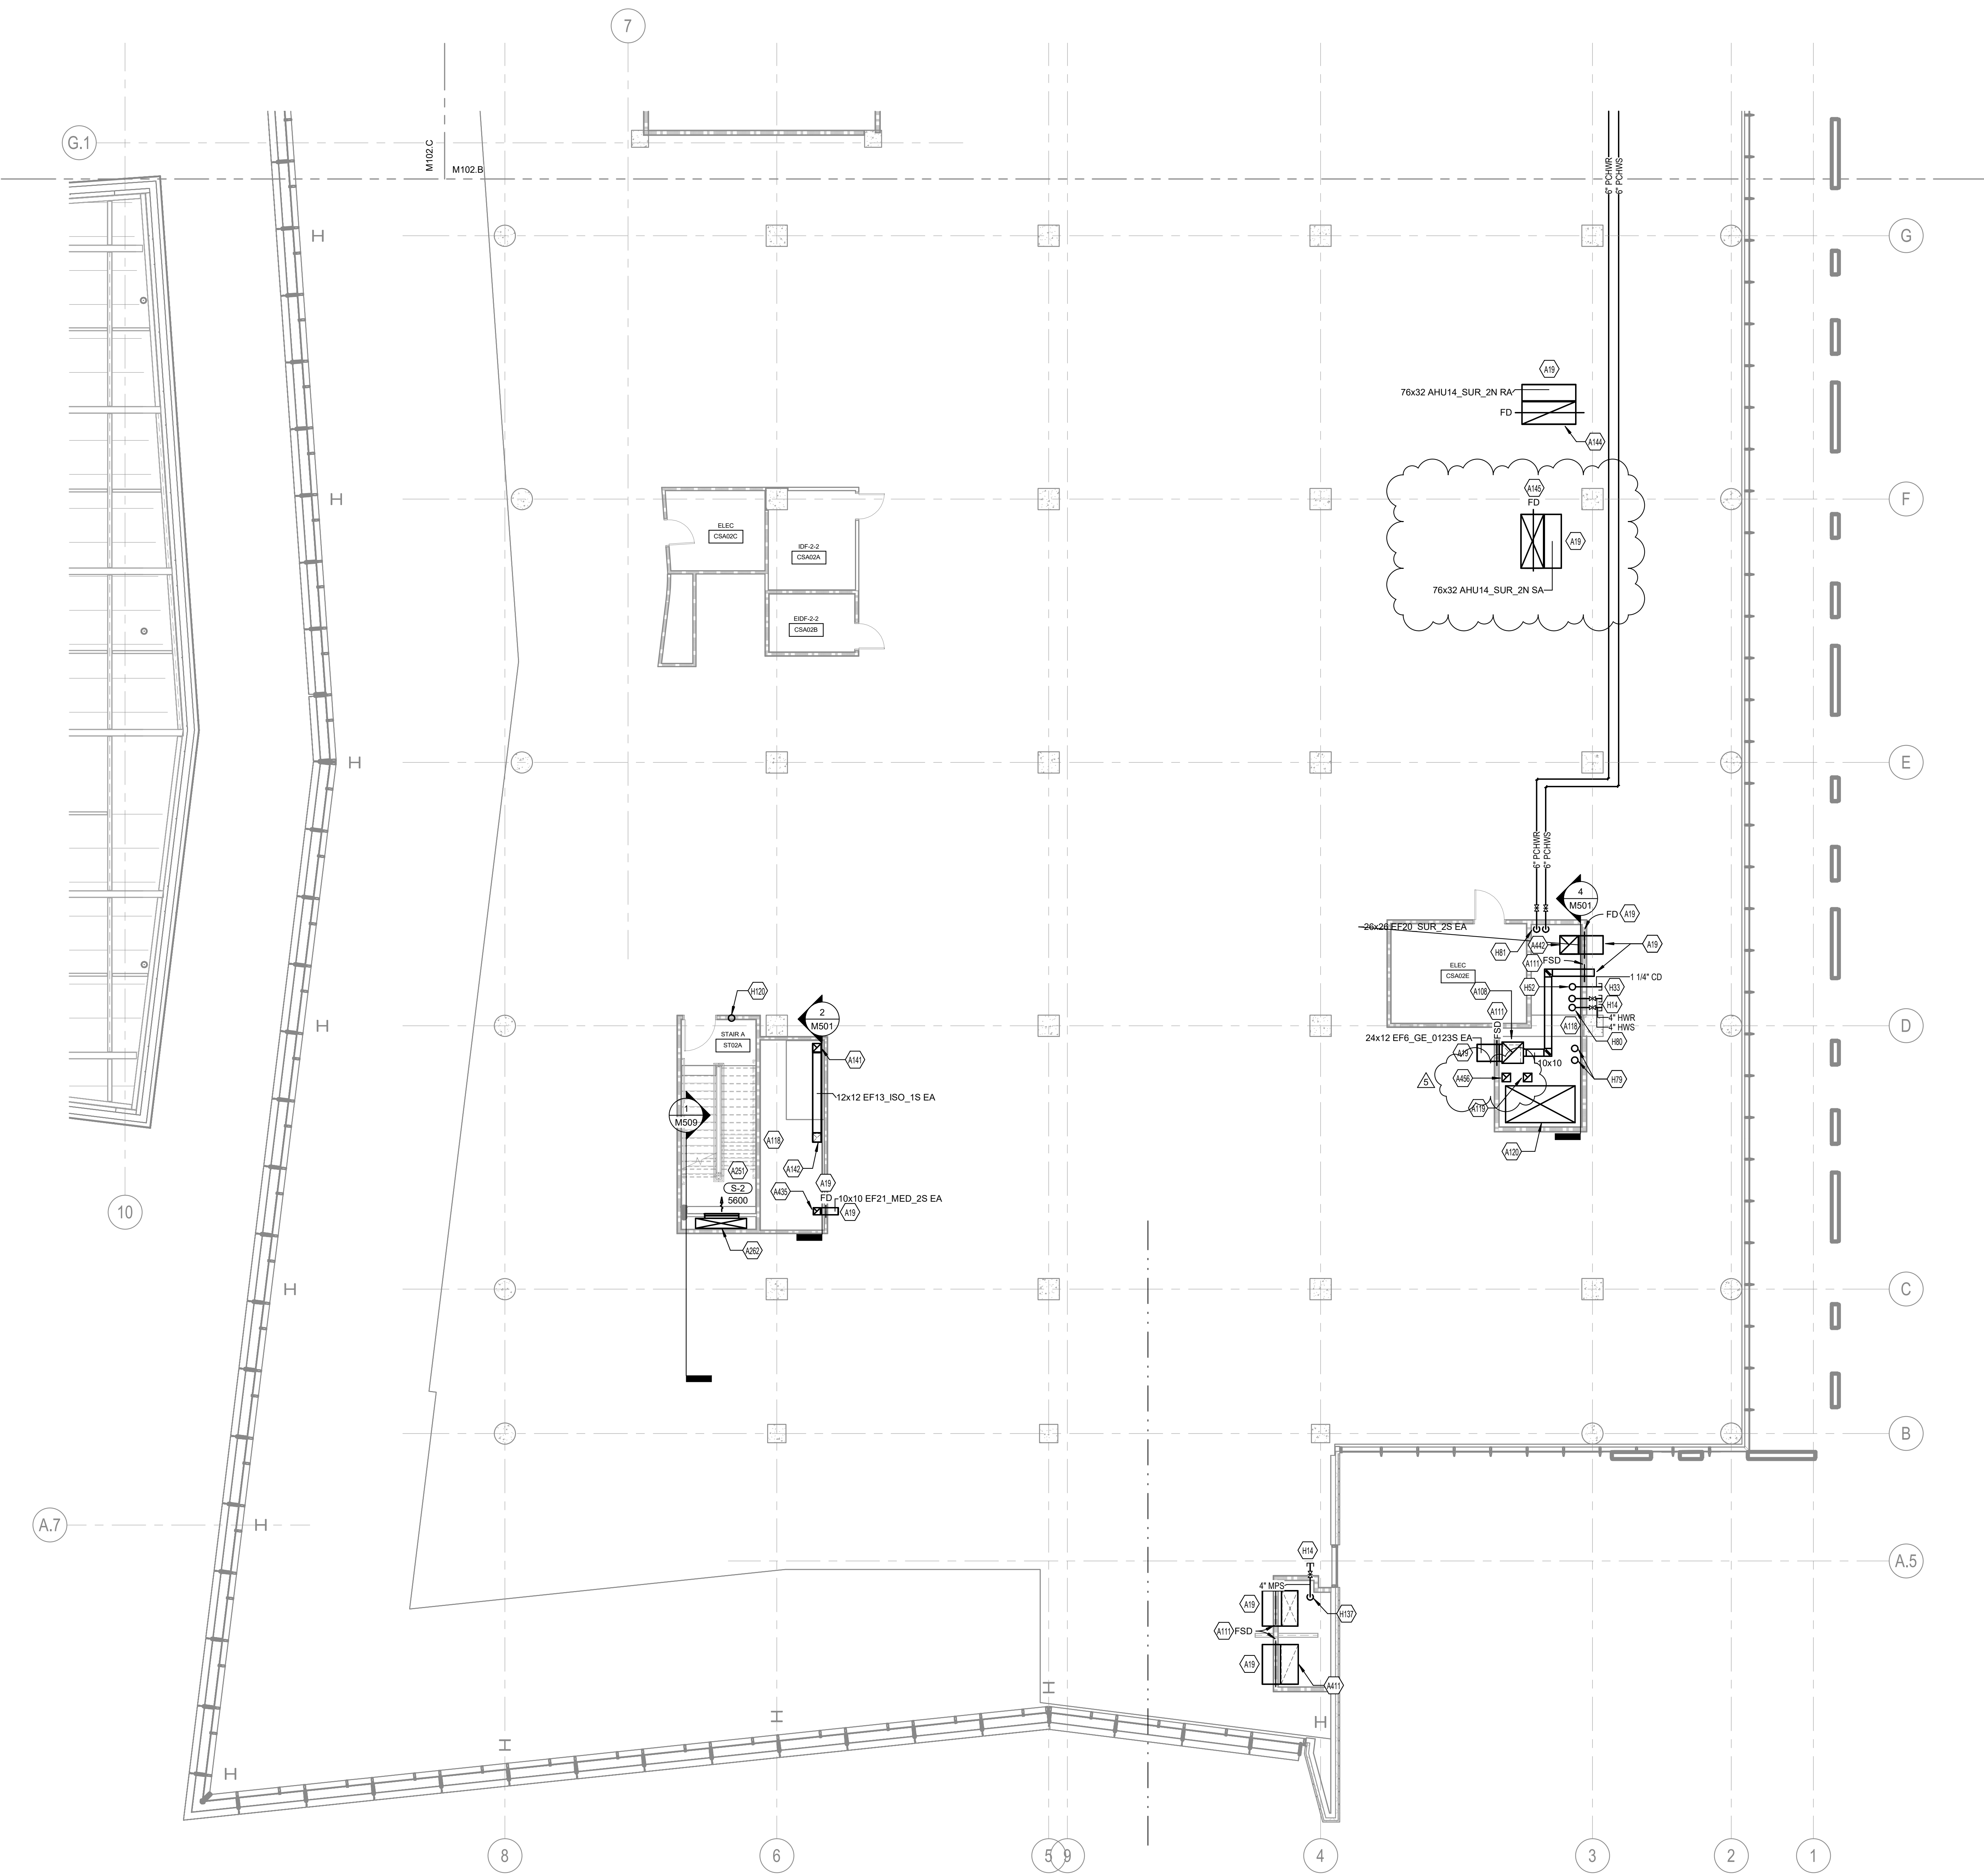 7
G.1
M102.C
M102.B
6" PCHWR
6" PCHWS
G
A19
76x32 AHU14_SUR_2N RA
FD
A144
A145
FD
F
ELEC
CSA02C
IDF-2-2
CSA02A
A19
76x32 AHU14_SUR_2N SA
EIDF-2-2
CSA02B
E
6" PCHWR
6" PCHWS
4
M501
FD
A19
26x26 EF20_SUR_2S EA
H81
A442
A19
A111
FSD
ELEC
CSA02E
1 1/4" CD
H52
H33
A108
H14
A111
4" HWR
4" HWS
A118
FSD
D
24x12 EF6_GE_0123S EA
H80
A19
10x10
H120
2
M501
STAIR A
ST02A
A141
A456
H79
5
A119
12x12 EF13_ISO_1S EA
1
M509
A118
A120
A142
A251
A19
S-2
5600
A435
FD
10x10 EF21_MED_2S EA
A19
10
A262
C
B
A.7
H14
A.5
4" MPS
A19
H137
A111
FSD
A19
A411
8
6
5
9
4
3
2
1